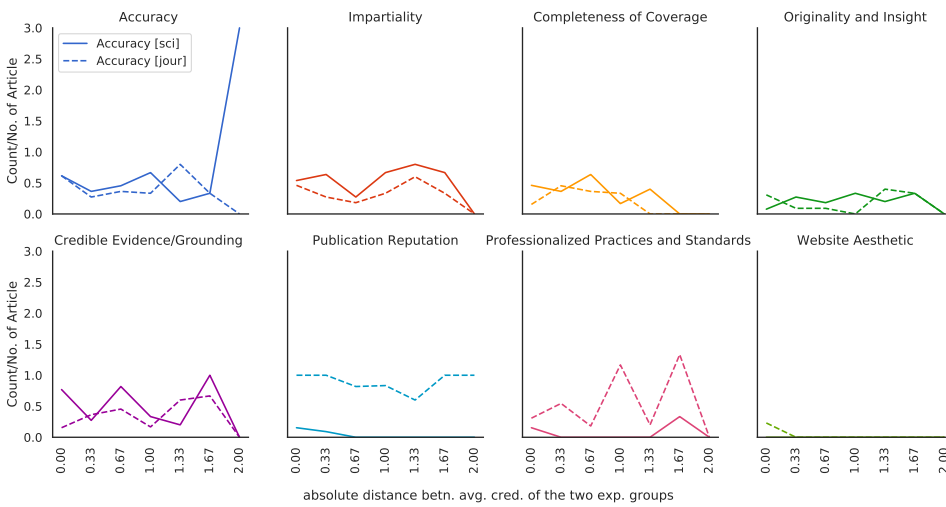 Accuracy
Impartiality
Completeness of Coverage
Originality and Insight
Count/No. of Article
3.0
2.5
2.0
1.5
1.0
0.5
0.0
Accuracy [sci]
Accuracy [jour]
Credible Evidence/Grounding
Publication Reputation
Professionalized Practices and Standards
Website Aesthetic
Count/No. of Article
3.0
2.5
2.0
1.5
1.0
0.5
0.0
0.00 0.33 0.67 1.00 1.33 1.67 2.00
0.00 0.33 0.67 1.00 1.33 1.67 2.00
0.00 0.33 0.67 1.00 1.33 1.67 2.00
0.00 0.33 0.67 1.00 1.33 1.67 2.00
absolute distance betn. avg. cred. of the two exp. groups